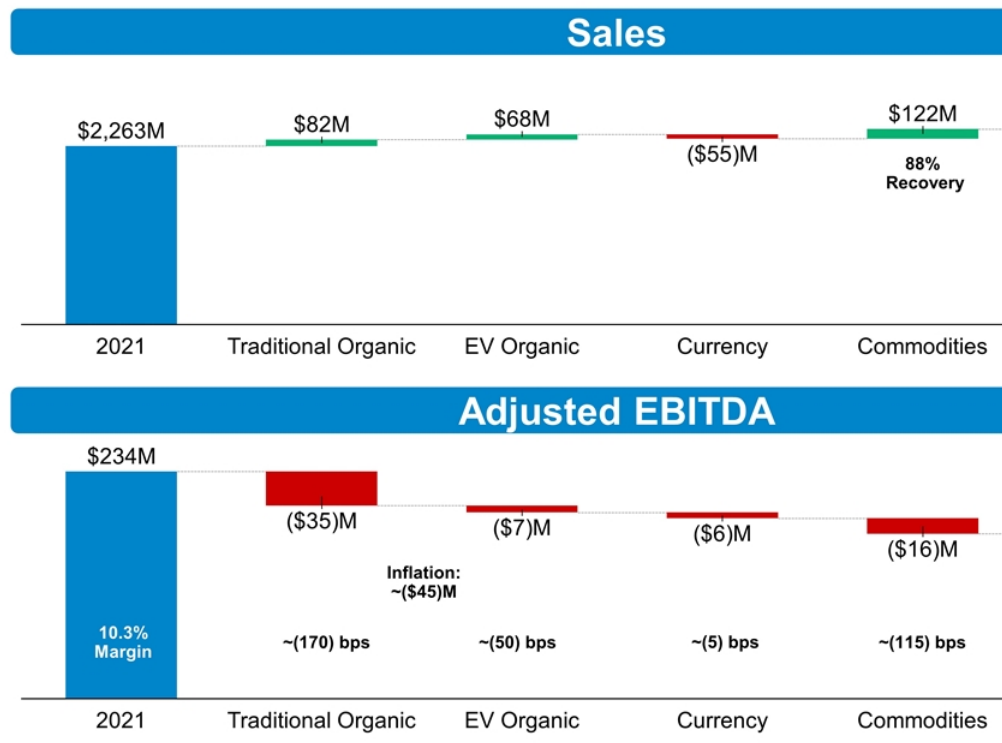 Sales
$2,263M
$82M
$68M
($55)M
$122M
88%
Recovery
2021
Traditional Organic
EV Organic
Currency
Commodities
Adjusted EBITDA
$234M
($35)M
($7)M
($6)M
($16)M
Inflation:
~($45)M
10.3%
Margin
~(170) bps
~(50) bps
~(5) bps
~(115) bps
2021
Traditional Organic
EV Organic
Currency
Commodities